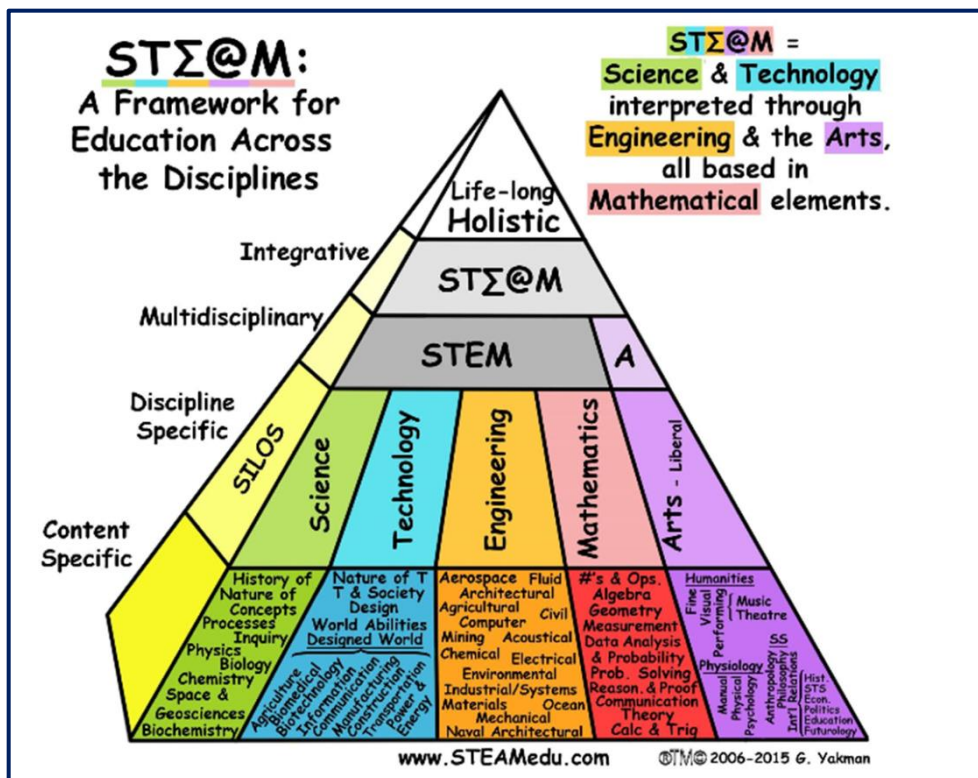 STΣ@M:
A Framework for
Education Across
the Disciplines
STΣ@M =
Science & Technology
interpreted through
Engineering & the Arts,
all based in
Mathematical elements.
Life-long
Holistic
Integrative
STΣ@M
Multidisciplinary
STEM
A
Discipline
Specific
SILOS
Science
Technology
Engineering
Mathematics
Arts - Liberal
Content
Specific
History of
Nature of
Concepts
Processes
Inquiry
Physics
Biology
Chemistry
Space &
Geosciences
Biochemistry
Nature of T
T & Society
Design
World Abilities
Designed World
Agriculture
Biomedical
Biotechnology
Information
Communication
Manufacturing
Construction
Transportation
Power &
Energy
Aerospace Fluid
Architectural
Agricultural Civil
Computer
Mining Acoustical
Chemical Electrical
Environmental
Industrial/Systems
Materials Ocean
Mechanical
Naval Architectural
#'s & Ops.
Algebra
Geometry
Measurement
Data Analysis
& Probability
Prob. Solving
Reason. & Proof
Communication
Theory
Calc & Trig
Humanities
Fine
Visual
Performing
Music
Theatre
Physiology
Manual
Physical
Psychology
SS
Anthropology
Philosophy
Int'l Relations
Hist.
STS
Econ.
Politics
Education
Futurology
www.STEAMedu.com
®TM© 2006-2015 G. Yakman